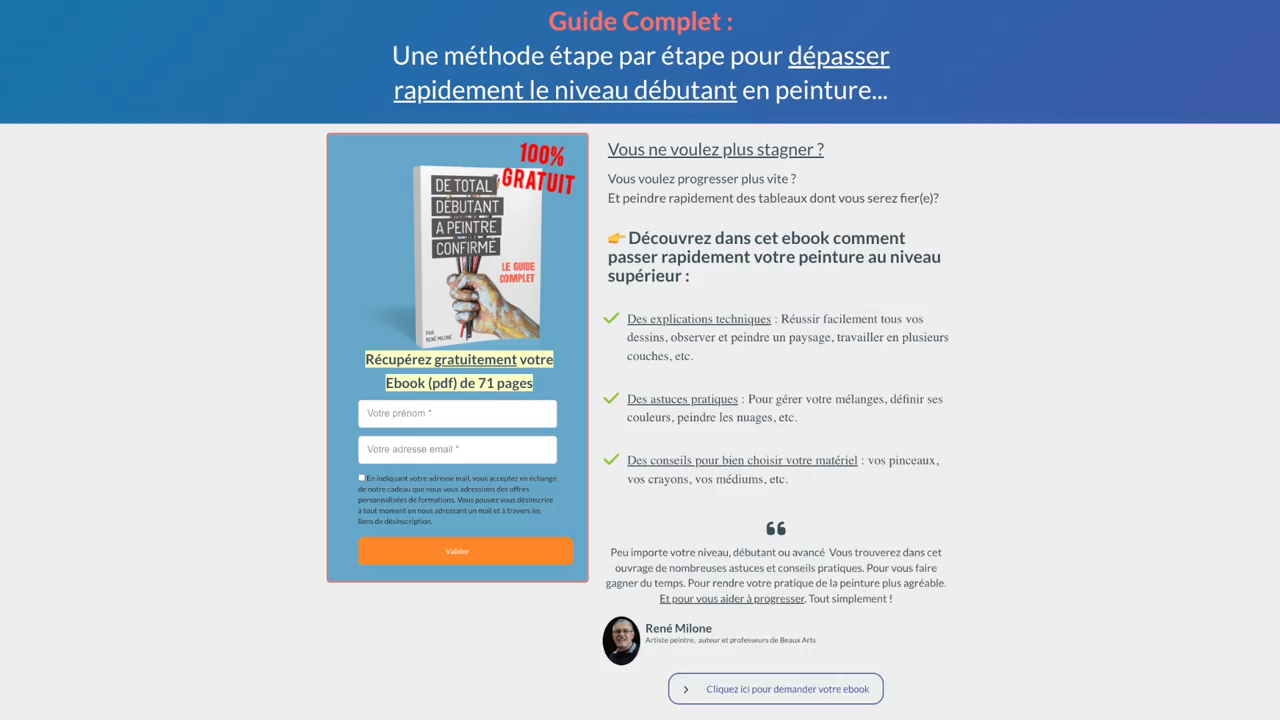 Guide Complet :
Une méthode étape par étape pour dépasser
rapidement le niveau débutant en peinture...
100%
GRATUIT
DE TOTAL
DÉBUTANT
A PEINTRE
CONFIRMÉ
LE GUIDE
COMPLET
PAR
RENÉ MILONE
Récupérez gratuitement votre
Ebook (pdf) de 71 pages
Votre prénom *
Votre adresse email *
En indiquant votre adresse mail, vous acceptez en échange
de notre cadeau que nous vous adressions des offres
personnalisées de formations. Vous pouvez vous désinscrire
à tout moment en nous adressant un mail et à travers les
liens de désinscription.
Valider
Vous ne voulez plus stagner ?
Vous voulez progresser plus vite ?
Et peindre rapidement des tableaux dont vous serez fier(e)?
👉 Découvrez dans cet ebook comment
passer rapidement votre peinture au niveau
supérieur :
Des explications techniques : Réussir facilement tous vos
dessins, observer et peindre un paysage, travailler en plusieurs
couches, etc.
Des astuces pratiques : Pour gérer votre mélanges, définir ses
couleurs, peindre les nuages, etc.
Des conseils pour bien choisir votre matériel : vos pinceaux,
vos crayons, vos médiums, etc.
Peu importe votre niveau, débutant ou avancé Vous trouverez dans cet
ouvrage de nombreuses astuces et conseils pratiques. Pour vous faire
gagner du temps. Pour rendre votre pratique de la peinture plus agréable.
Et pour vous aider à progresser. Tout simplement !
René Milone
Artiste peintre, auteur et professeurs de Beaux Arts
Cliquez ici pour demander votre ebook